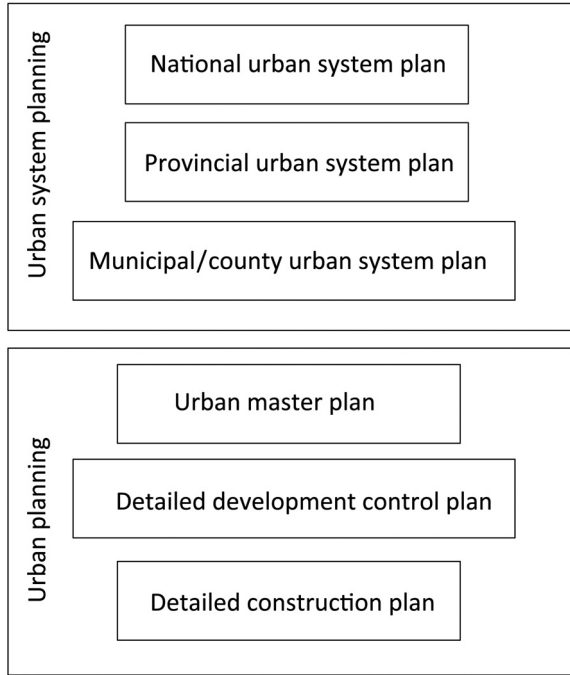 Urban system planning
National urban system plan
Provincial urban system plan
Municipal/county urban system plan
Urban planning
Urban master plan
Detailed development control plan
Detailed construction plan